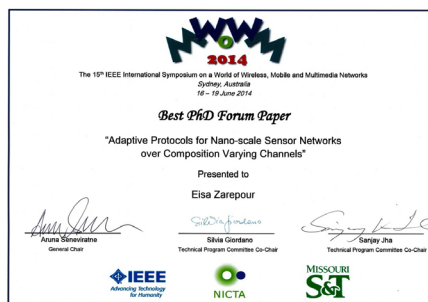 WoWMoM
2014
The 15th IEEE International Symposium on a World of Wireless, Mobile and Multimedia Networks
Sydney, Australia
16 – 19 June 2014
Best PhD Forum Paper
"Adaptive Protocols for Nano-scale Sensor Networks
over Composition Varying Channels"
Presented to
Eisa Zarepour
Aruna Seneviratne
General Chair
Silvia Giordano
Technical Program Committee Co-Chair
Sanjay Jha
Technical Program Committee Co-Chair
IEEE
Advancing Technology
for Humanity
NICTA
MISSOURI
S&T